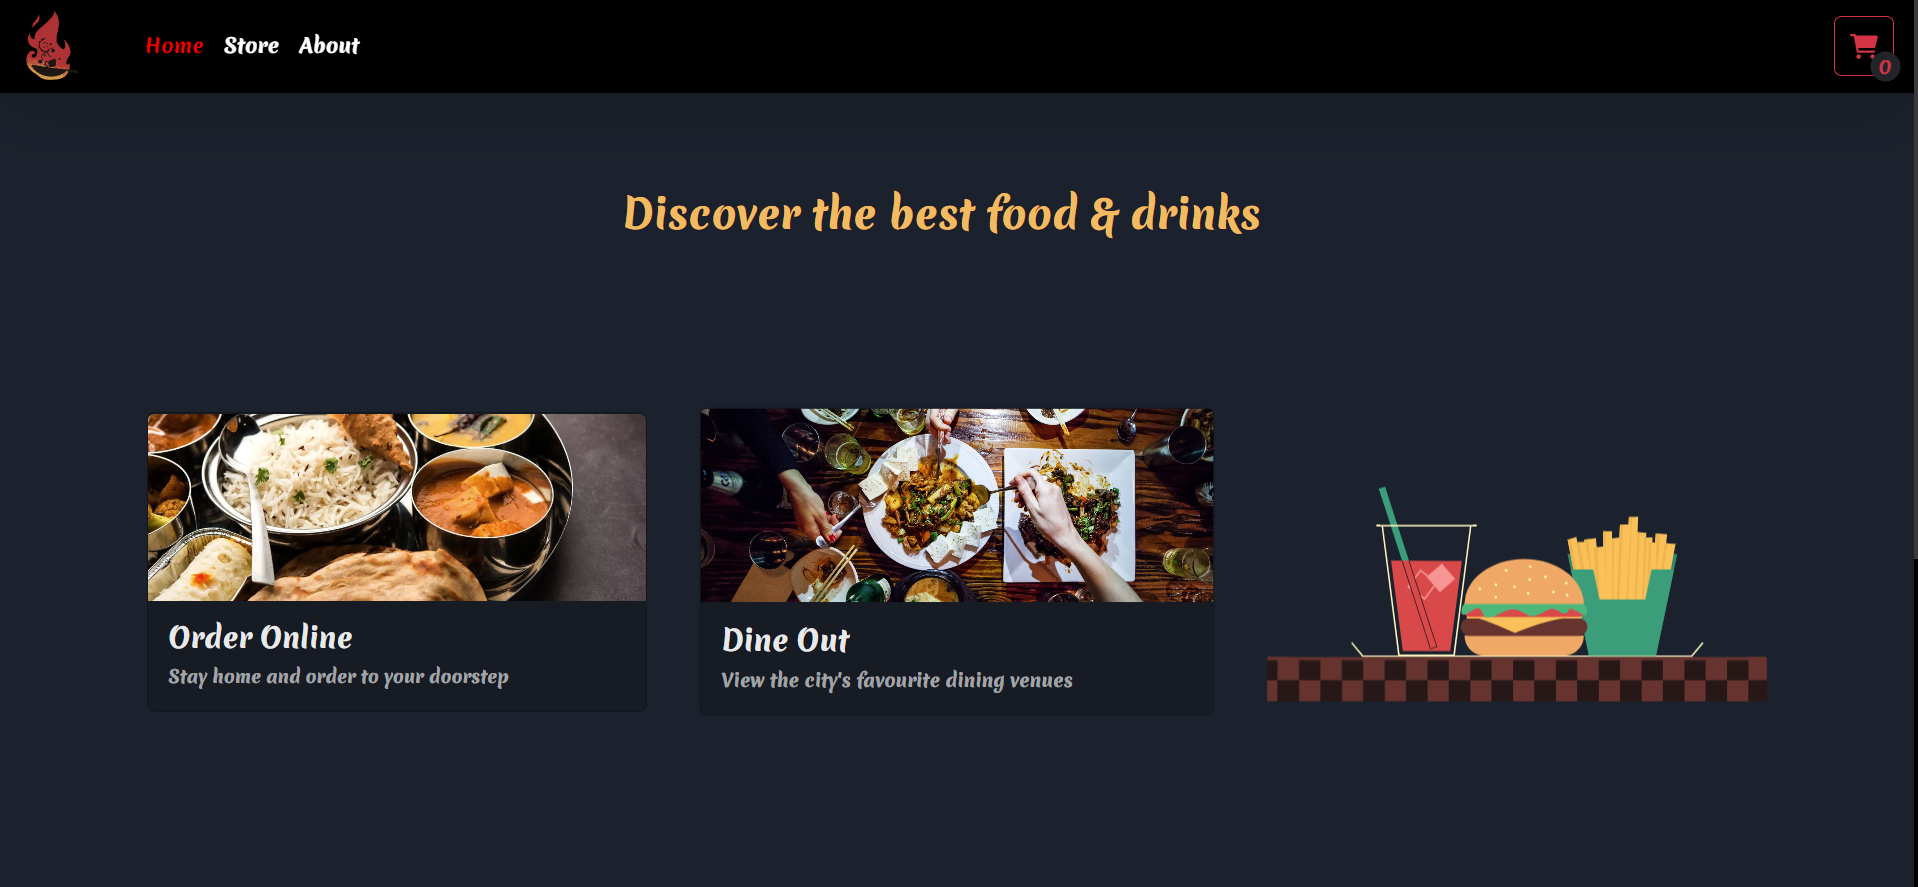 Home Store About
0
Discover the best food & drinks
Order Online
Stay home and order to your doorstep
Dine Out
View the city's favourite dining venues